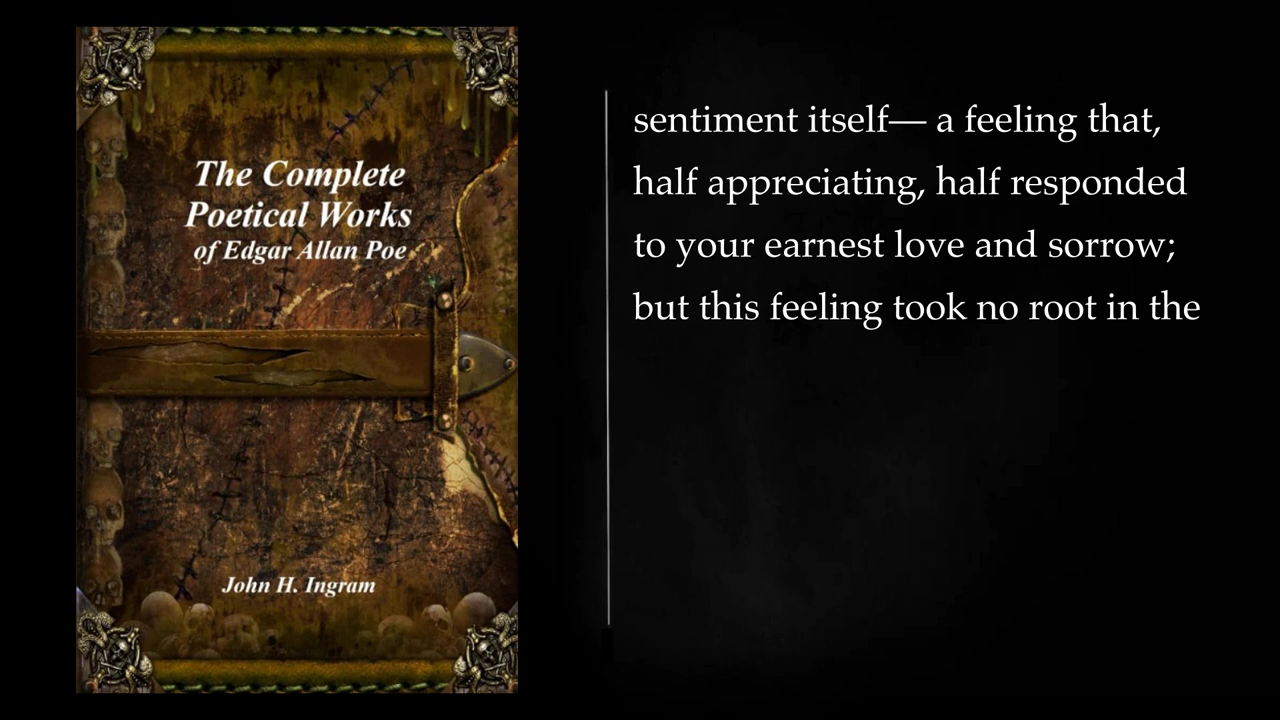 The Complete
Poetical Works
of Edgar Allan Poe
John H. Ingram
sentiment itself— a feeling that,
half appreciating, half responded
to your earnest love and sorrow;
but this feeling took no root in the